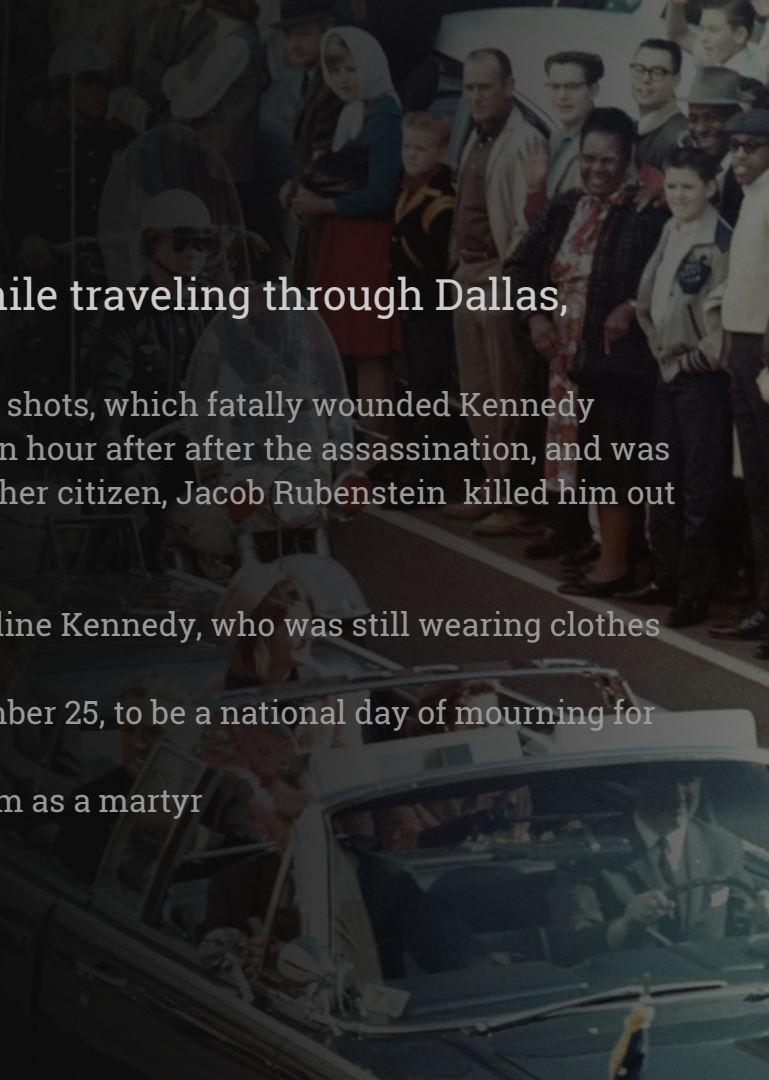 ile traveling through Dallas,
shots, which fatally wounded Kennedy
n hour after after the assassination, and was
her citizen, Jacob Rubenstein  killed him out
line Kennedy, who was still wearing clothes
ber 25, to be a national day of mourning for
m as a martyr